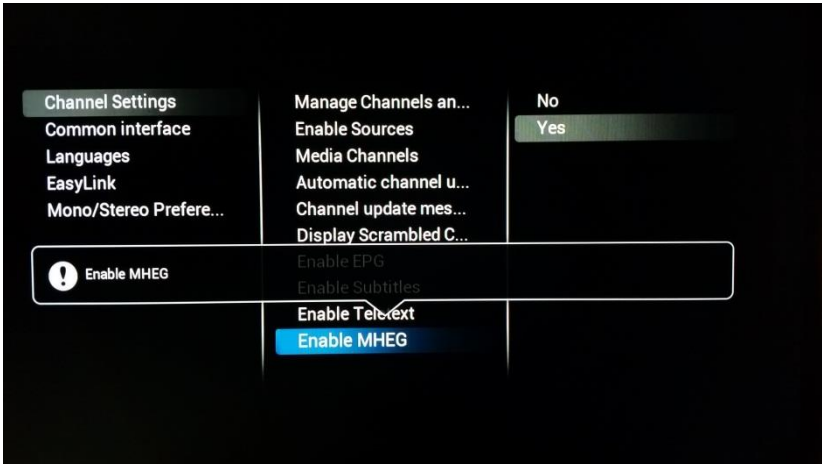 Channel Settings
Common interface
Languages
EasyLink
Mono/Stereo Prefere...
Manage Channels an...
Enable Sources
Media Channels
Automatic channel u...
Channel update mes...
Display Scrambled C...
Enable EPG
Enable Subtitles
Enable Teletext
Enable MHEG
No
Yes
Enable MHEG